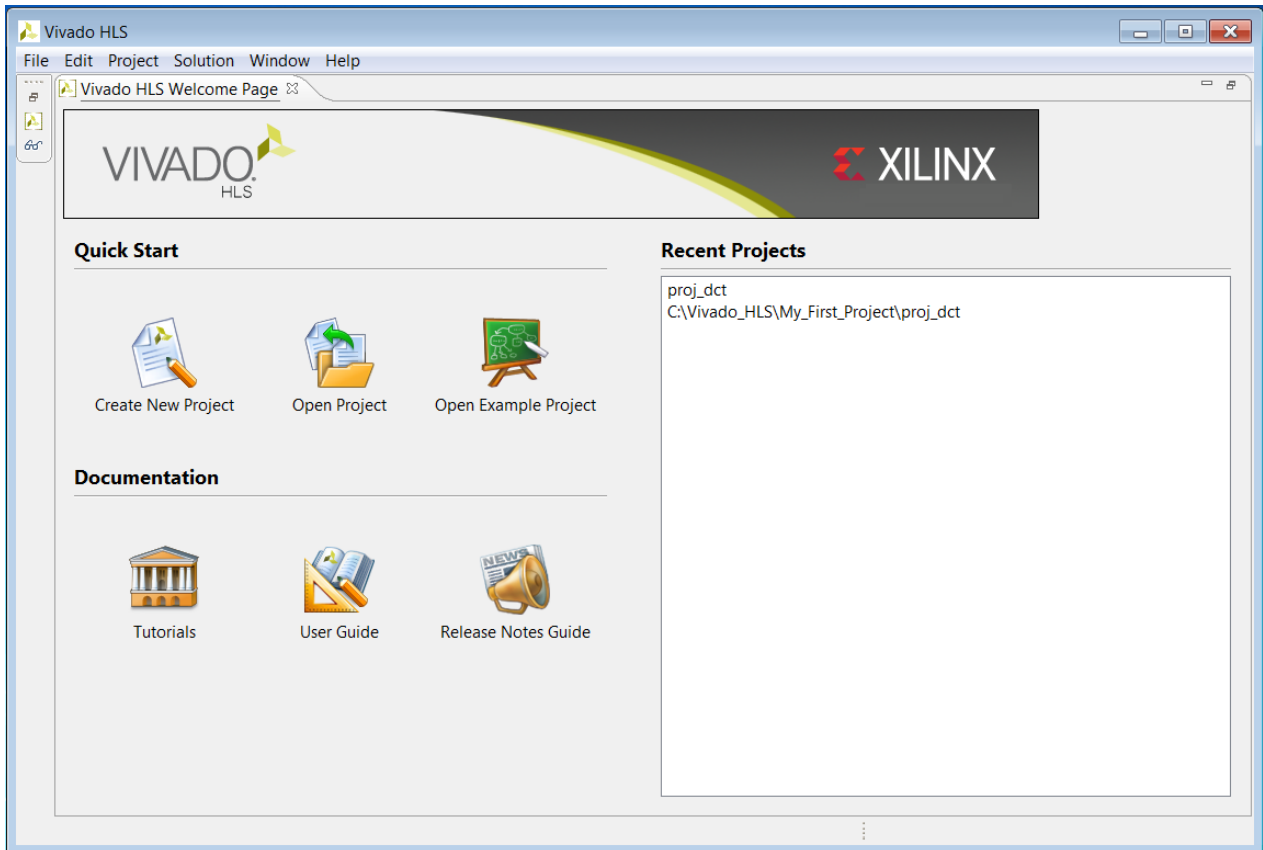 Vivado HLS
File Edit Project Solution Window Help
Vivado HLS Welcome Page
VIVADO.
HLS
XILINX
Quick Start
Create New Project
Open Project
Open Example Project
Documentation
NEWS
Tutorials
User Guide
Release Notes Guide
Recent Projects
proj_dct
C:\Vivado_HLS\My_First_Project\proj_dct